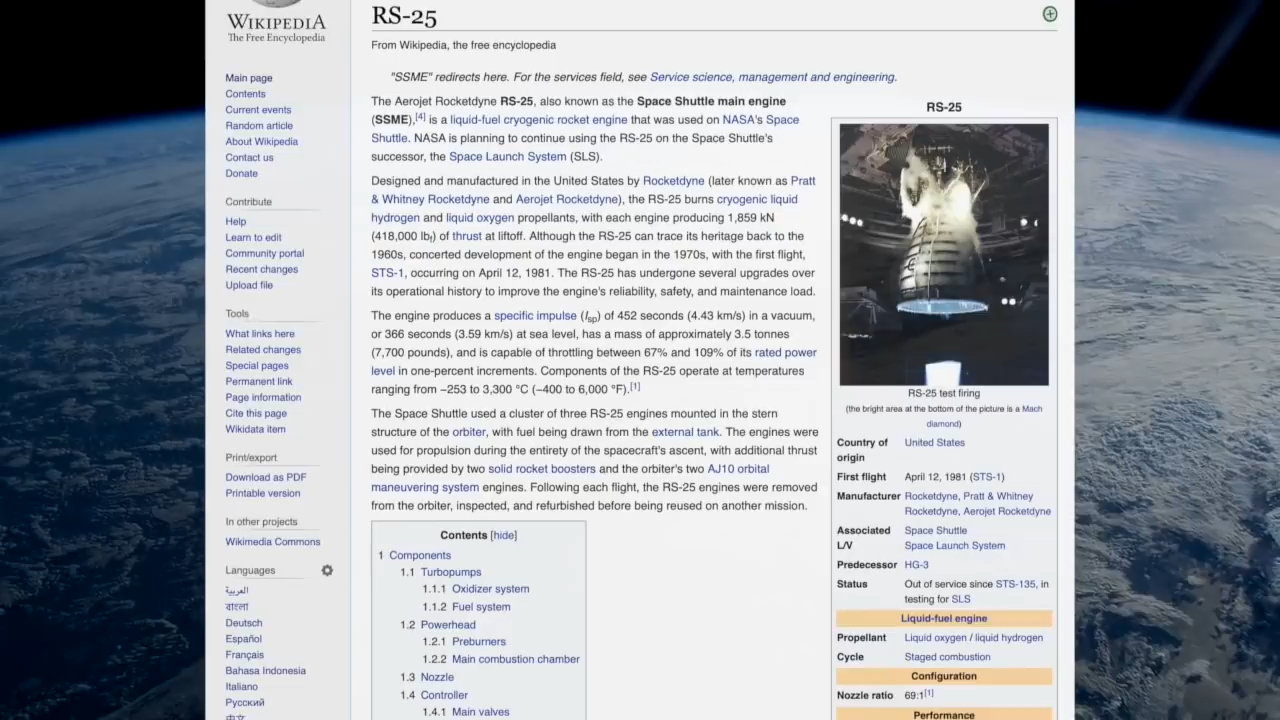 WIKIPEDIA
The Free Encyclopedia
Main page
Contents
Current events
Random article
About Wikipedia
Contact us
Donate
Contribute
Help
Learn to edit
Community portal
Recent changes
Upload file
Tools
What links here
Related changes
Special pages
Permanent link
Page information
Cite this page
Wikidata item
Print/export
Download as PDF
Printable version
In other projects
Wikimedia Commons
Languages
العربية
বাংলা
Deutsch
Español
Français
Bahasa Indonesia
Italiano
Русский
中文
RS-25
From Wikipedia, the free encyclopedia
"SSME" redirects here. For the services field, see Service science, management and engineering.
The Aerojet Rocketdyne RS-25, also known as the Space Shuttle main engine
(SSME),[4] is a liquid-fuel cryogenic rocket engine that was used on NASA's Space
Shuttle. NASA is planning to continue using the RS-25 on the Space Shuttle's
successor, the Space Launch System (SLS).
Designed and manufactured in the United States by Rocketdyne (later known as Pratt
& Whitney Rocketdyne and Aerojet Rocketdyne), the RS-25 burns cryogenic liquid
hydrogen and liquid oxygen propellants, with each engine producing 1,859 kN
(418,000 lbf) of thrust at liftoff. Although the RS-25 can trace its heritage back to the
1960s, concerted development of the engine began in the 1970s, with the first flight,
STS-1, occurring on April 12, 1981. The RS-25 has undergone several upgrades over
its operational history to improve the engine's reliability, safety, and maintenance load.
The engine produces a specific impulse (Isp) of 452 seconds (4.43 km/s) in a vacuum,
or 366 seconds (3.59 km/s) at sea level, has a mass of approximately 3.5 tonnes
(7,700 pounds), and is capable of throttling between 67% and 109% of its rated power
level in one-percent increments. Components of the RS-25 operate at temperatures
ranging from −253 to 3,300 °C (−400 to 6,000 °F).[1]
The Space Shuttle used a cluster of three RS-25 engines mounted in the stern
structure of the orbiter, with fuel being drawn from the external tank. The engines were
used for propulsion during the entirety of the spacecraft's ascent, with additional thrust
being provided by two solid rocket boosters and the orbiter's two AJ10 orbital
maneuvering system engines. Following each flight, the RS-25 engines were removed
from the orbiter, inspected, and refurbished before being reused on another mission.
Contents [hide]
1 Components
1.1 Turbopumps
1.1.1 Oxidizer system
1.1.2 Fuel system
1.2 Powerhead
1.2.1 Preburners
1.2.2 Main combustion chamber
1.3 Nozzle
1.4 Controller
1.4.1 Main valves
RS-25
RS-25 test firing
(the bright area at the bottom of the picture is a Mach
diamond)
Country of origin United States
First flight April 12, 1981 (STS-1)
Manufacturer Rocketdyne, Pratt & Whitney
Rocketdyne, Aerojet Rocketdyne
Associated Space Shuttle
L/V Space Launch System
Predecessor HG-3
Status Out of service since STS-135, in
testing for SLS
Liquid-fuel engine
Propellant Liquid oxygen / liquid hydrogen
Cycle Staged combustion
Configuration
Nozzle ratio 69:1[1]
Performance